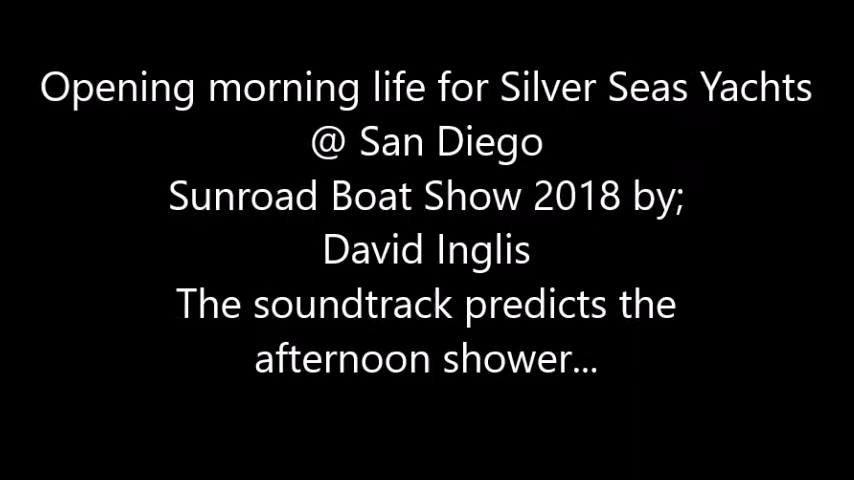 Opening morning life for Silver Seas Yachts
@ San Diego
Sunroad Boat Show 2018 by;
David Inglis
The soundtrack predicts the
afternoon shower...